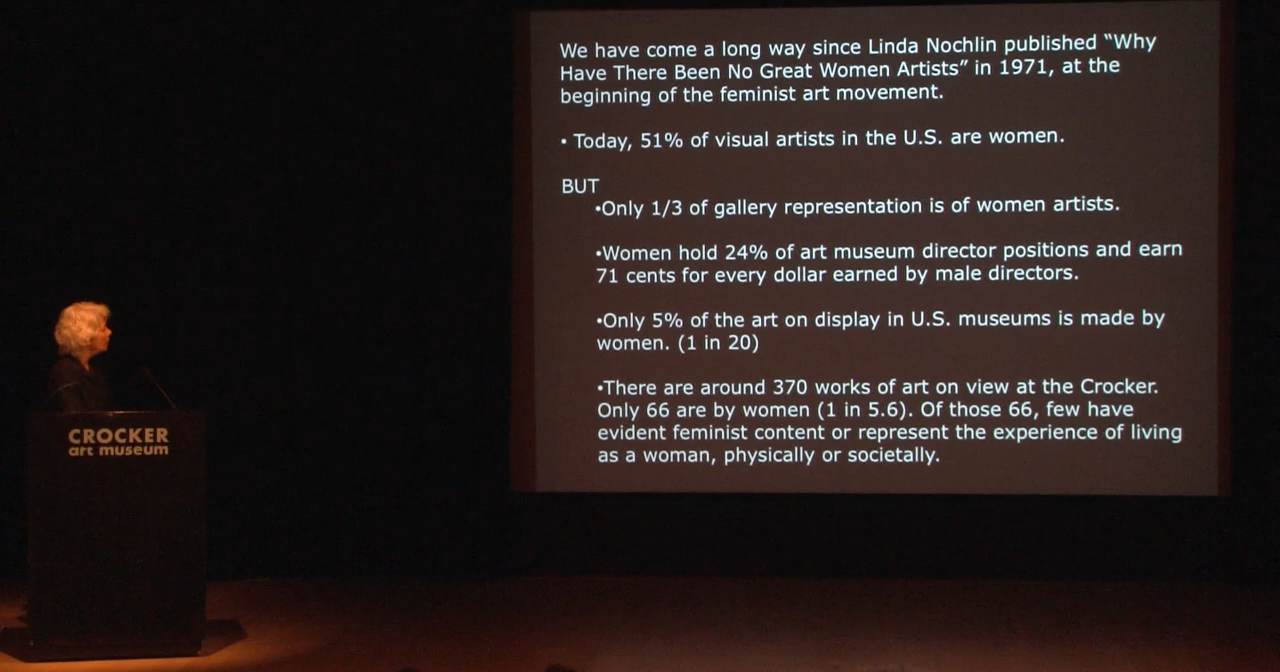 We have come a long way since Linda Nochlin published “Why
Have There Been No Great Women Artists” in 1971, at the
beginning of the feminist art movement.
• Today, 51% of visual artists in the U.S. are women.
BUT
•Only 1/3 of gallery representation is of women artists.
•Women hold 24% of art museum director positions and earn
71 cents for every dollar earned by male directors.
•Only 5% of the art on display in U.S. museums is made by
women. (1 in 20)
•There are around 370 works of art on view at the Crocker.
Only 66 are by women (1 in 5.6). Of those 66, few have
evident feminist content or represent the experience of living
as a woman, physically or societally.
CROCKER
art museum